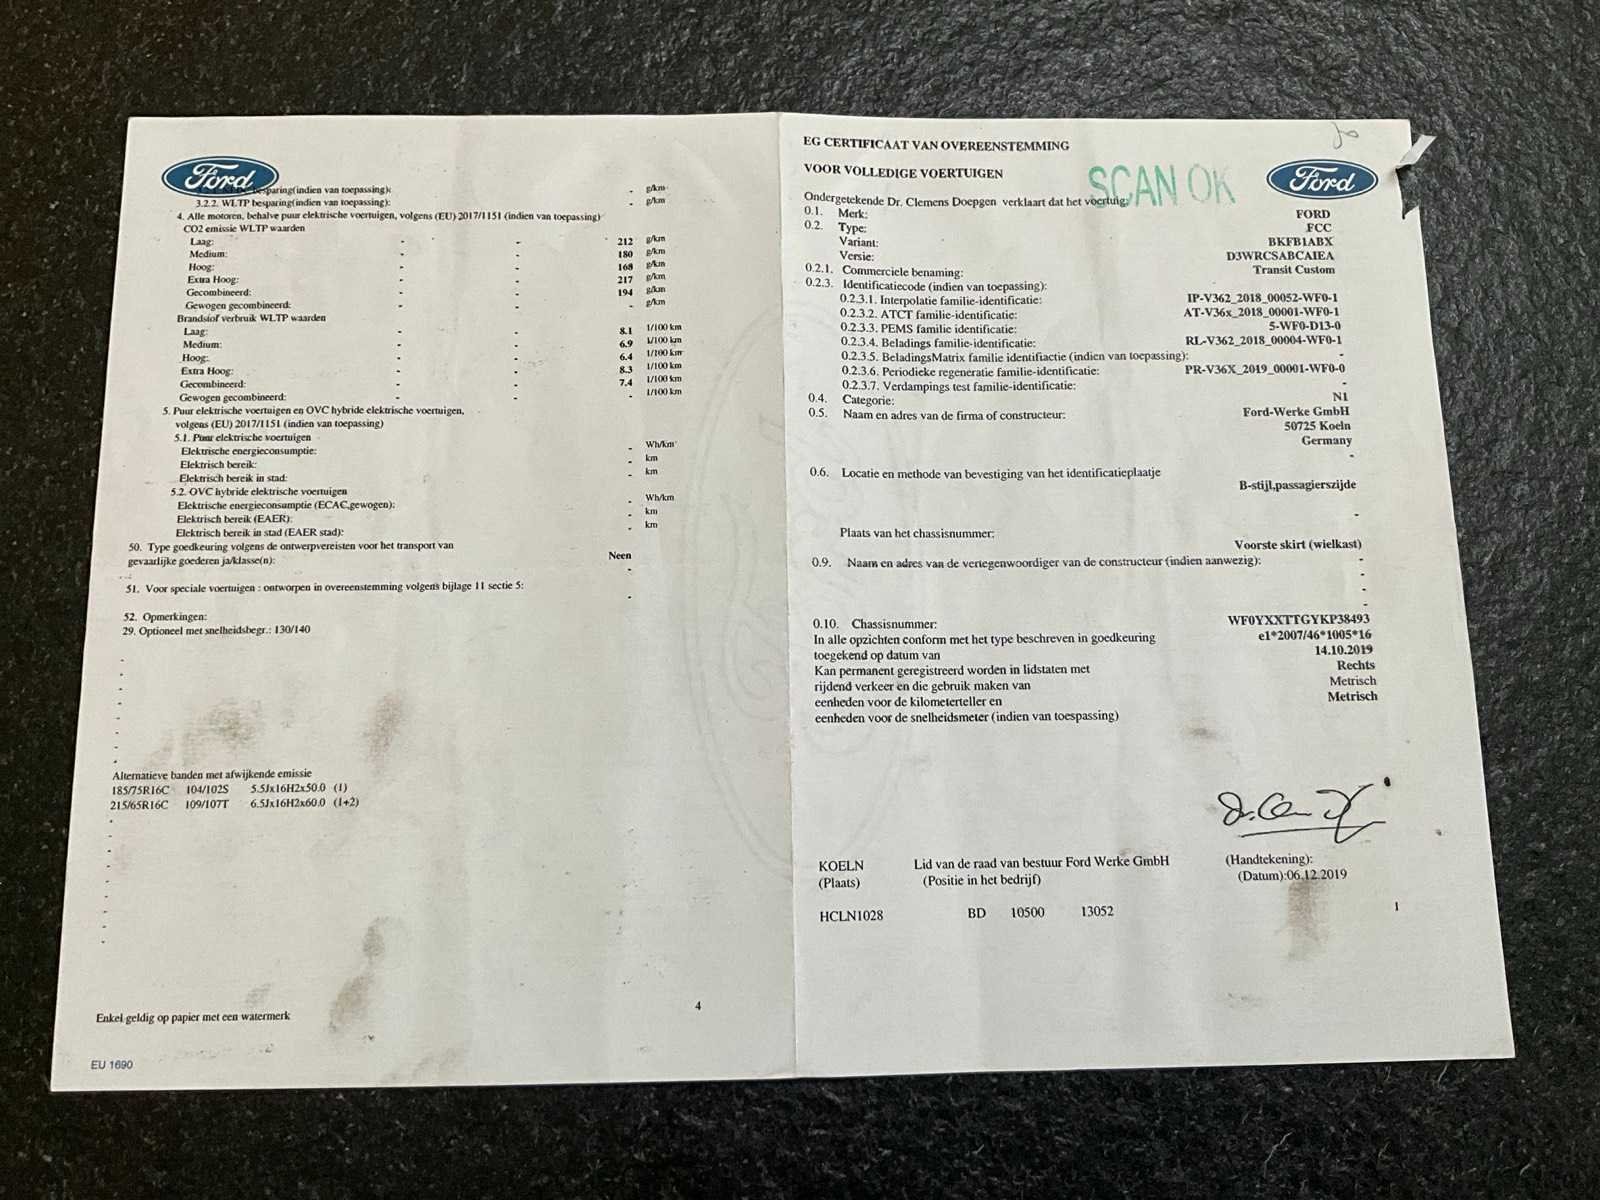 Ford
besparing(indien van toepassing): - g/km
3.2.2. WLTP besparing(indien van toepassing): - g/km
4. Alle motoren, behalve puur elektrische voertuigen, volgens (EU) 2017/1151 (indien van toepassing)
CO2 emissie WLTP waarden
Laag: - - 212 g/km
Medium: - - 180 g/km
Hoog: - - 168 g/km
Extra Hoog: - - 217 g/km
Gecombineerd: - - 194 g/km
Gewogen gecombineerd: - - - g/km
Brandstof verbruik WLTP waarden
Laag: - - 8.1 1/100 km
Medium: - - 6.9 1/100 km
Hoog: - - 6.4 1/100 km
Extra Hoog: - - 8.3 1/100 km
Gecombineerd: - - 7.4 1/100 km
Gewogen gecombineerd: - - - 1/100 km
5. Puur elektrische voertuigen en OVC hybride elektrische voertuigen,
volgens (EU) 2017/1151 (indien van toepassing)
5.1. Puur elektrische voertuigen
Elektrische energieconsumptie: - Wh/km
Elektrisch bereik: - km
Elektrisch bereik in stad: - km
5.2. OVC hybride elektrische voertuigen
Elektrische energieconsumptie (ECAC,gewogen): - Wh/km
Elektrisch bereik (EAER): - km
Elektrisch bereik in stad (EAER stad): - km
50. Type goedkeuring volgens de ontwerpvereisten voor het transport van
gevaarlijke goederen ja/klasse(n): Neen
-
51. Voor speciale voertuigen : ontworpen in overeenstemming volgens bijlage 11 sectie 5:
-
52. Opmerkingen:
29. Optioneel met snelheidsbegr.: 130/140
Alternatieve banden met afwijkende emissie
185/75R16C 104/102S 5.5Jx16H2x50.0 (1)
215/65R16C 109/107T 6.5Jx16H2x60.0 (1+2)
4
Enkel geldig op papier met een watermerk
EU 1690
EG CERTIFICAAT VAN OVEREENSTEMMING
VOOR VOLLEDIGE VOERTUIGEN
SCAN OK
Ford
Ondergetekende Dr. Clemens Doepgen verklaart dat het voertuig:
0.1. Merk: FORD
0.2. Type: FCC
Variant: BKFB1ABX
Versie: D3WRCSABCAIEA
0.2.1. Commerciele benaming: Transit Custom
0.2.3. Identificatiecode (indien van toepassing):
0.2.3.1. Interpolatie familie-identificatie: IP-V362_2018_00052-WF0-1
0.2.3.2. ATCT familie-identificatie: AT-V36x_2018_00001-WF0-1
0.2.3.3. PEMS familie identificatie: 5-WF0-D13-0
0.2.3.4. Beladings familie-identificatie: RL-V362_2018_00004-WF0-1
0.2.3.5. BeladingsMatrix familie identifiactie (indien van toepassing): -
0.2.3.6. Periodieke regeneratie familie-identificatie: PR-V36X_2019_00001-WF0-0
0.2.3.7. Verdampings test familie-identificatie: -
0.4. Categorie: N1
0.5. Naam en adres van de firma of constructeur: Ford-Werke GmbH
50725 Koeln
Germany
-
0.6. Locatie en methode van bevestiging van het identificatieplaatje
B-stijl,passagierszijde
-
Plaats van het chassisnummer:
Voorste skirt (wielkast)
0.9. Naam en adres van de vertegenwoordiger van de constructeur (indien aanwezig): -
-
-
-
0.10. Chassisnummer: WF0YXXTTGYKP38493
In alle opzichten conform met het type beschreven in goedkeuring e1*2007/46*1005*16
toegekend op datum van 14.10.2019
Kan permanent geregistreerd worden in lidstaten met Rechts
rijdend verkeer en die gebruik maken van Metrisch
eenheden voor de kilometerteller en Metrisch
eenheden voor de snelheidsmeter (indien van toespassing)
KOELN Lid van de raad van bestuur Ford Werke GmbH (Handtekening):
(Plaats) (Positie in het bedrijf) (Datum):06.12.2019
HCLN1028 BD 10500 13052
1